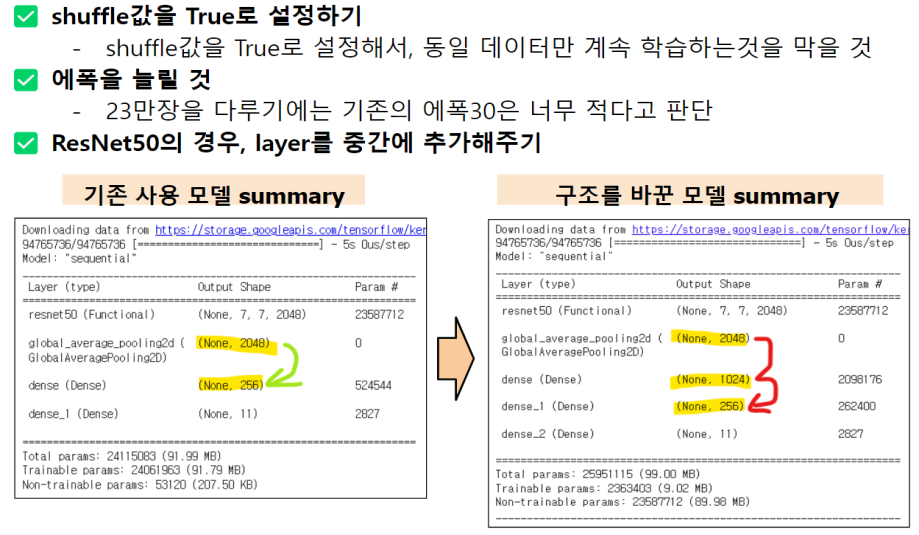 shuffle값을 True로 설정하기
- shuffle값을 True로 설정해서, 동일 데이터만 계속 학습하는것을 막을 것
에폭을 늘릴 것
- 23만장을 다루기에는 기존의 에폭30은 너무 적다고 판단
ResNet50의 경우, layer를 중간에 추가해주기
기존 사용 모델 summary
Downloading data from https://storage.googleapis.com/tensorflow/ker
94765736/94765736 [==============================] - 5s 0us/step
Model: "sequential"
Layer (type) Output Shape Param #
resnet50 (Functional) (None, 7, 7, 2048) 23587712
global_average_pooling2d ( (None, 2048) 0
GlobalAveragePooling2D)
dense (Dense) (None, 256) 524544
dense_1 (Dense) (None, 11) 2827
Total params: 24115083 (91.99 MB)
Trainable params: 24061963 (91.79 MB)
Non-trainable params: 53120 (207.50 KB)
구조를 바꾼 모델 summary
Downloading data from https://storage.googleapis.com/tensorflow/ke
94765736/94765736 [==============================] - 5s 0us/step
Model: "sequential"
Layer (type) Output Shape Param #
resnet50 (Functional) (None, 7, 7, 2048) 23587712
global_average_pooling2d ( (None, 2048) 0
GlobalAveragePooling2D)
dense (Dense) (None, 1024) 2098176
dense_1 (Dense) (None, 256) 262400
dense_2 (Dense) (None, 11) 2827
Total params: 25951115 (99.00 MB)
Trainable params: 2363403 (9.02 MB)
Non-trainable params: 23587712 (89.98 MB)